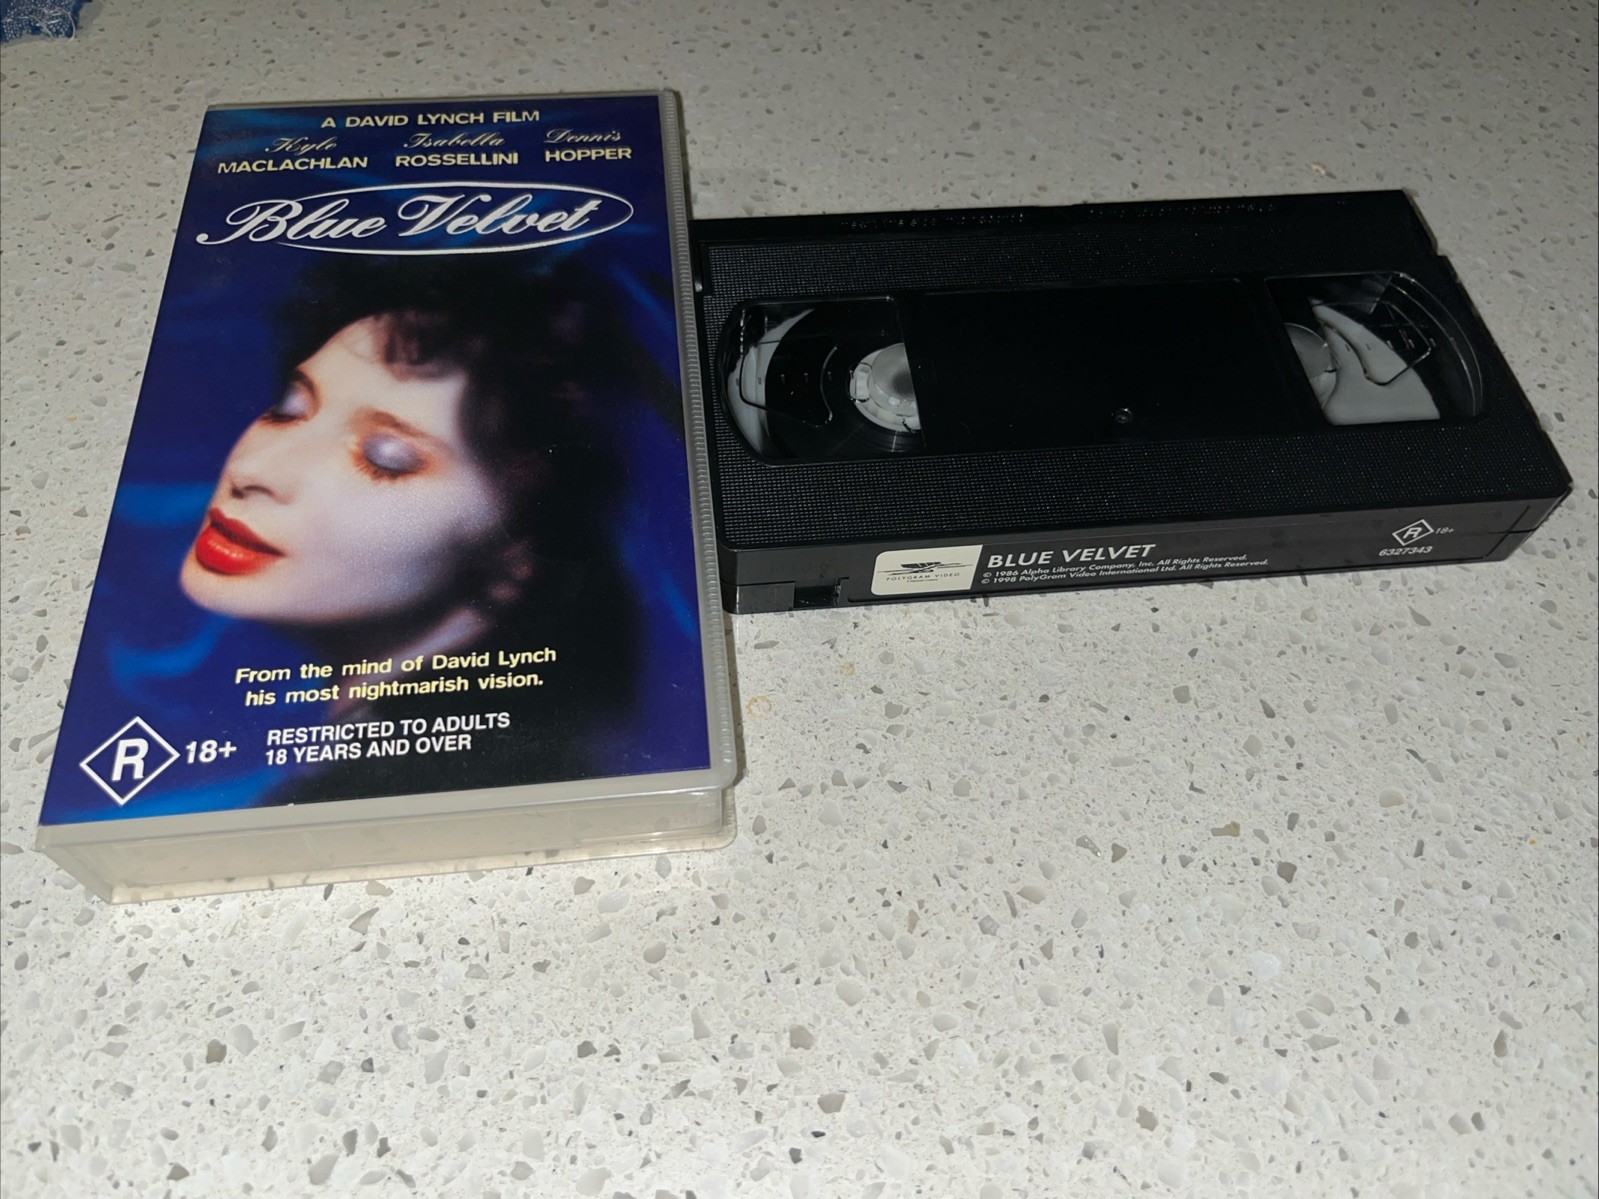 A DAVID LYNCH FILM
Kyle Isabella Dennis
MACLACHLAN ROSSELLINI HOPPER
Blue Velvet
From the mind of David Lynch
his most nightmarish vision.
R 18+ RESTRICTED TO ADULTS
18 YEARS AND OVER
POLYGRAM VIDEO
BLUE VELVET
© 1986 Alpha Library Company, Inc. All Rights Reserved.
© 1998 PolyGram Video International Ltd. All Rights Reserved.
R 18+
6327343